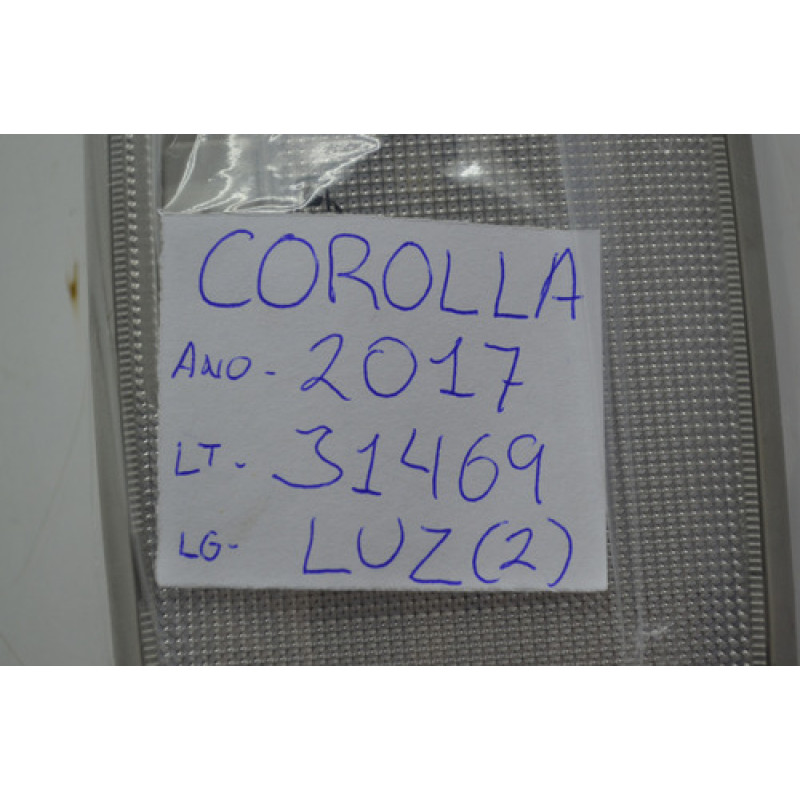 COROLLA
ANO - 2017
LT - 31469
LG - LUZ (2)